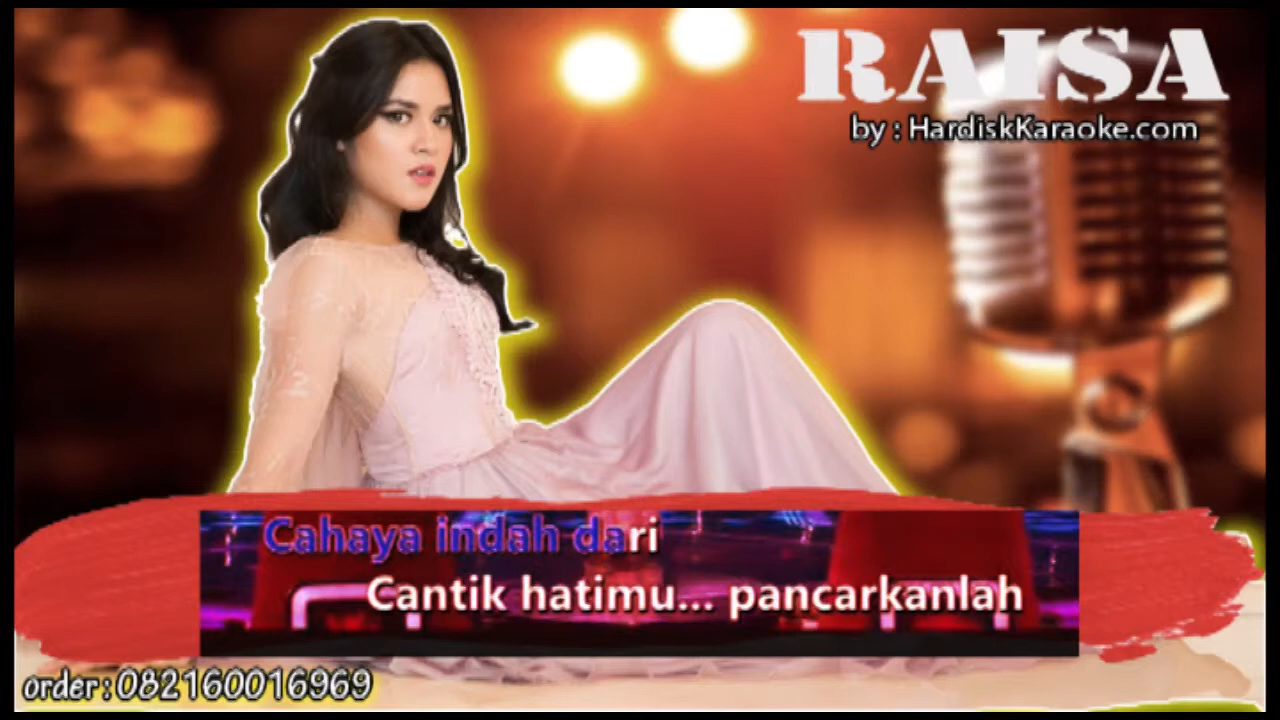 RAISA
by : HardiskKaraoke.com
Cahaya indah dari
Cantik hatimu... pancarkanlah
order : 082160016969